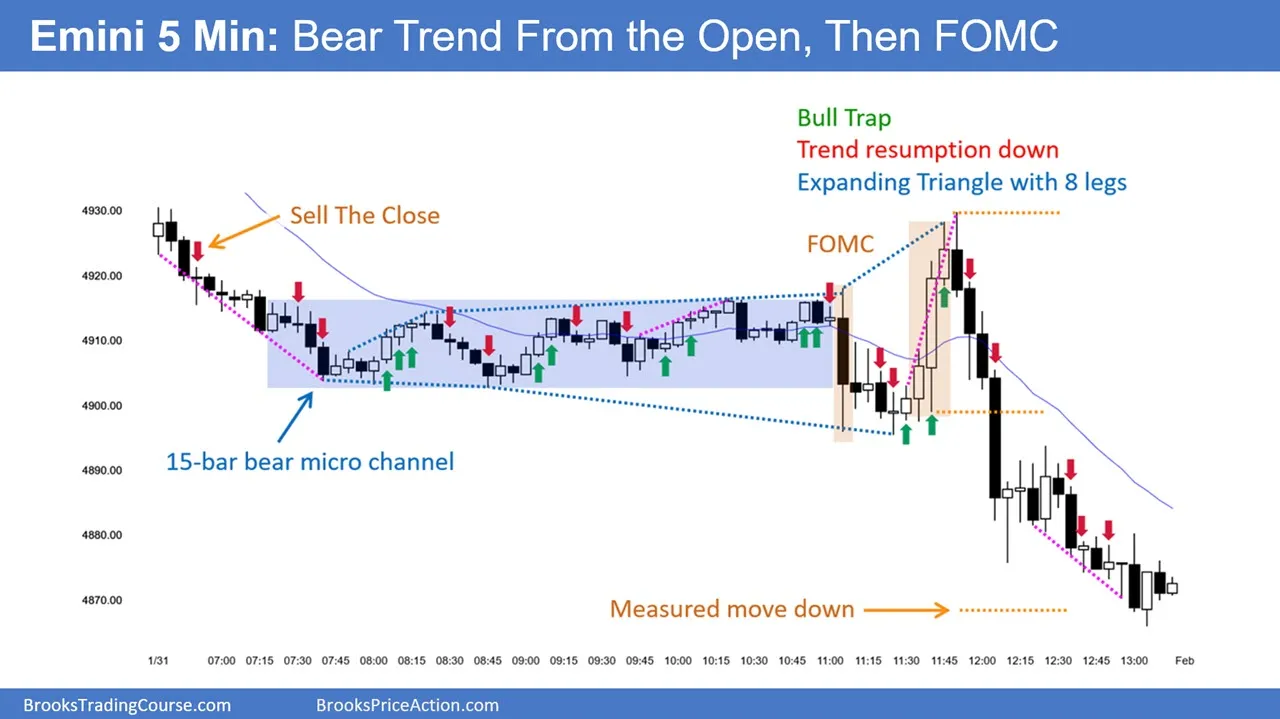 Emini 5 Min: Bear Trend From the Open, Then FOMC
Bull Trap
Trend resumption down
Expanding Triangle with 8 legs
Sell The Close
FOMC
15-bar bear micro channel
Measured move down
4930.00
4920.00
4910.00
4900.00
4890.00
4880.00
4870.00
1/31 07:00 07:15 07:30 07:45 08:00 08:15 08:30 08:45 09:00 09:15 09:30 09:45 10:00 10:15 10:30 10:45 11:00 11:15 11:30 11:45 12:00 12:15 12:30 12:45 13:00 Feb
BrooksTradingCourse.com BrooksPriceAction.com